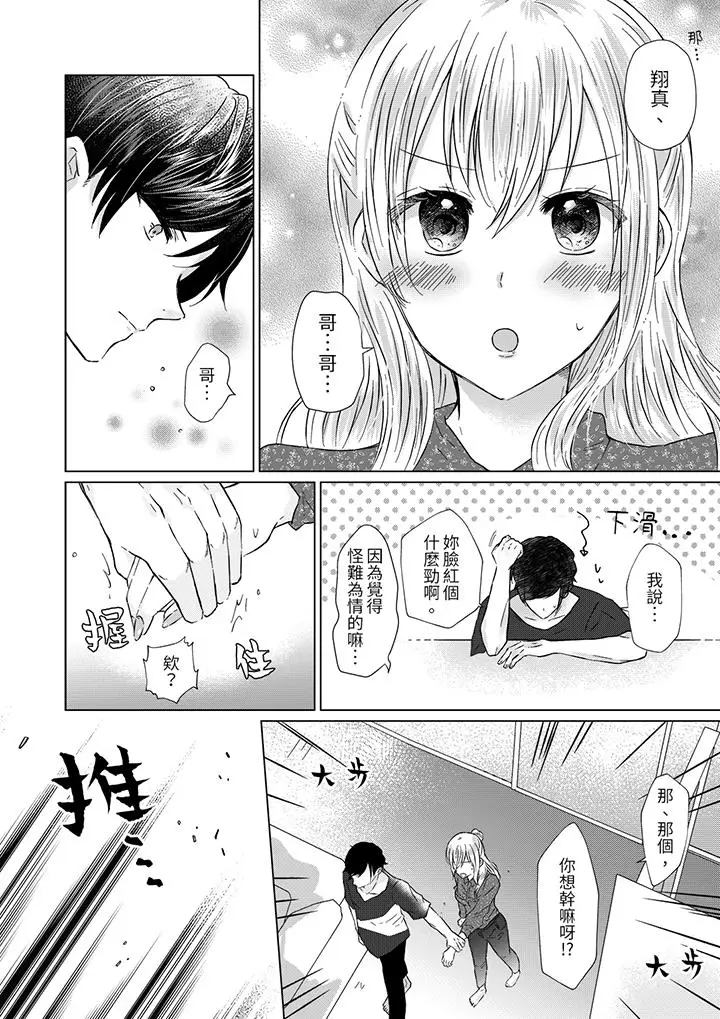 那…
翔真、
哥…哥…
哥…
下滑…
我說…
妳臉紅個
什麼勁啊。
因為覺得
怪難為情的嘛…
握
住
欸？
那、那個，
你想幹嘛呀!?
大步
大步
推